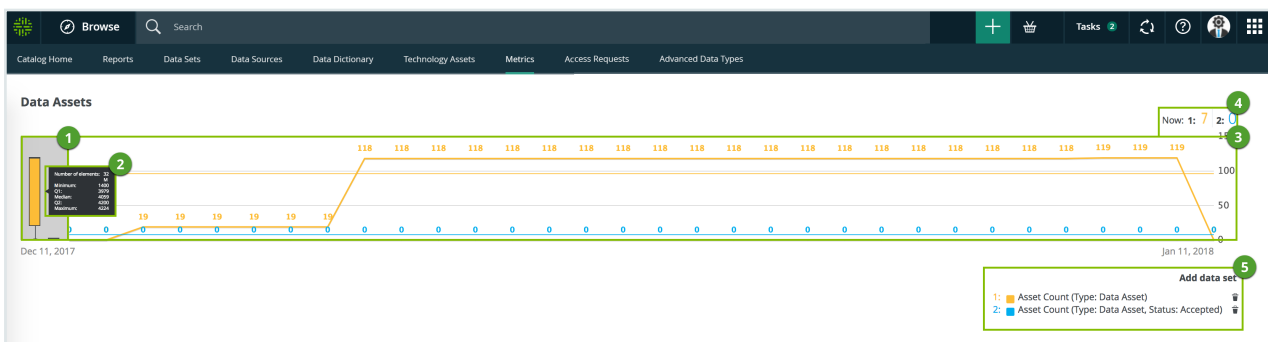 Browse Search Tasks 2
Catalog Home Reports Data Sets Data Sources Data Dictionary Technology Assets Metrics Access Requests Advanced Data Types
Data Assets
4
Now: 1: 7 2: 0
1
3
118 118 118 118 118 118 118 118 118 118 118 118 118 118 118 118 118 118 118 118 119 119 119
2
Number of elements: 32
M
Minimum: 1400
Q1: 3979
Median: 4059
Q2: 4200
Maximum: 4224
100
50
19 19 19 19 19 19
0 0 0 0 0 0 0 0 0 0 0 0 0 0 0 0 0 0 0 0 0 0 0 0 0 0 0 0 0 0 0 0
0
Dec 11, 2017 Jan 11, 2018
5
Add data set
1: Asset Count (Type: Data Asset)
2: Asset Count (Type: Data Asset, Status: Accepted)